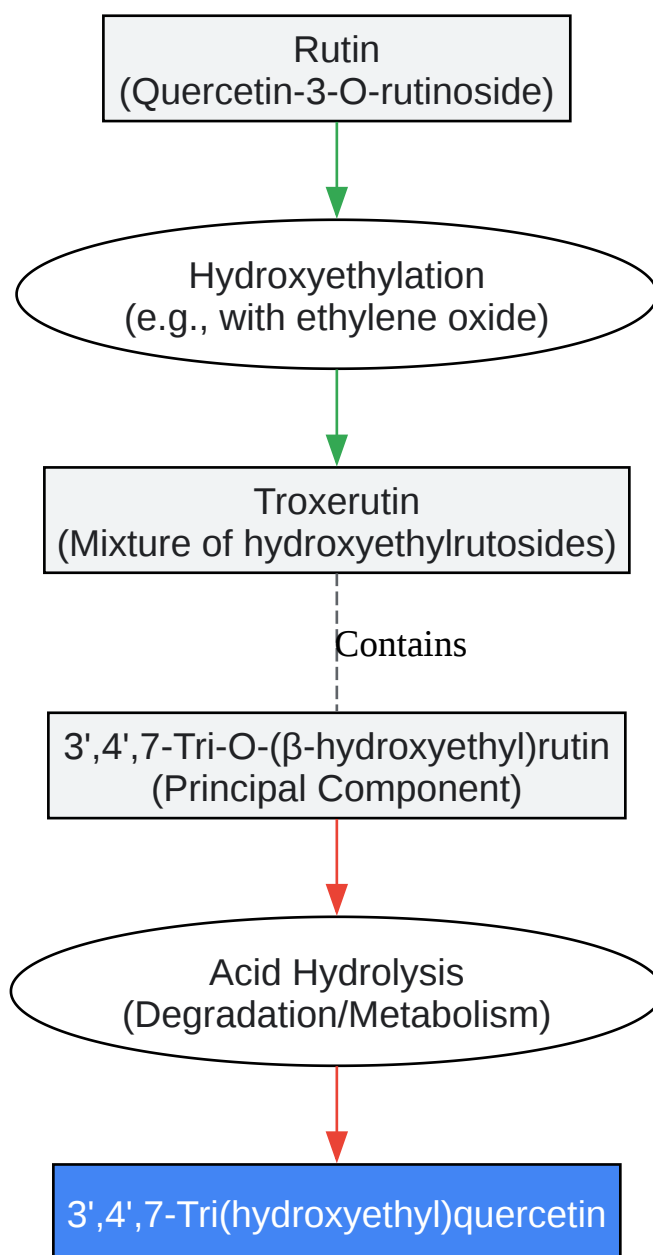 Rutin
(Quercetin-3-O-rutinoside)
Hydroxyethylation
(e.g., with ethylene oxide)
Troxerutin
(Mixture of hydroxyethylrutosides)
Contains
3',4',7-Tri-O-(β-hydroxyethyl)rutin
(Principal Component)
Acid Hydrolysis
(Degradation/Metabolism)
3',4',7-Tri(hydroxyethyl)quercetin